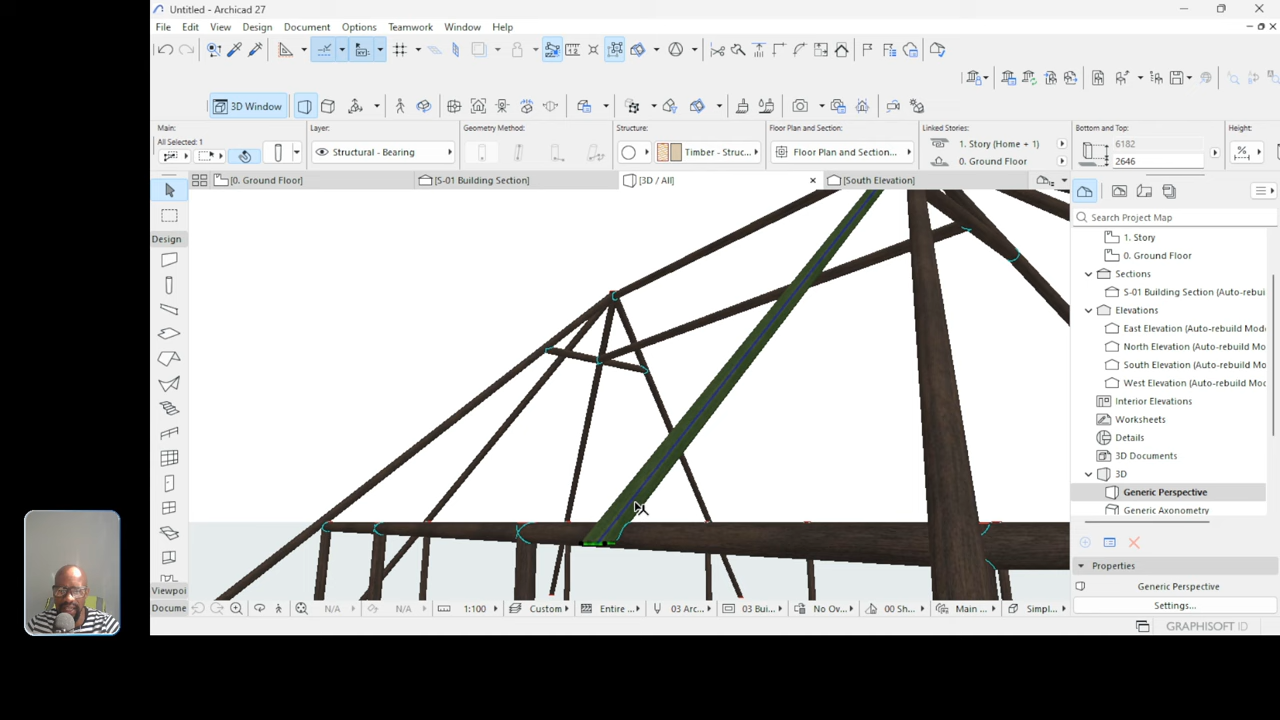 Untitled - Archicad 27
File Edit View Design Document Options Teamwork Window Help
3D Window
Main:
All Selected: 1
Layer:
Structural - Bearing
Geometry Method:
Structure:
Timber - Struc...
Floor Plan and Section:
Floor Plan and Section...
Linked Stories:
1. Story (Home + 1)
0. Ground Floor
Bottom and Top:
6182
2646
Height:
[0. Ground Floor]
[S-01 Building Section]
[3D / All]
[South Elevation]
Design
Search Project Map
1. Story
0. Ground Floor
Sections
S-01 Building Section (Auto-rebui
Elevations
East Elevation (Auto-rebuild Mod
North Elevation (Auto-rebuild Mo
South Elevation (Auto-rebuild Mo
West Elevation (Auto-rebuild Mod
Interior Elevations
Worksheets
Details
3D Documents
3D
Generic Perspective
Generic Axonometry
Properties
Generic Perspective
Settings...
Viewpoi
Docume
N/A
N/A
1:100
Custom
Entire ...
03 Arc...
03 Bui...
No Ov...
00 Sh...
Main ...
Simpl...
GRAPHISOFT ID